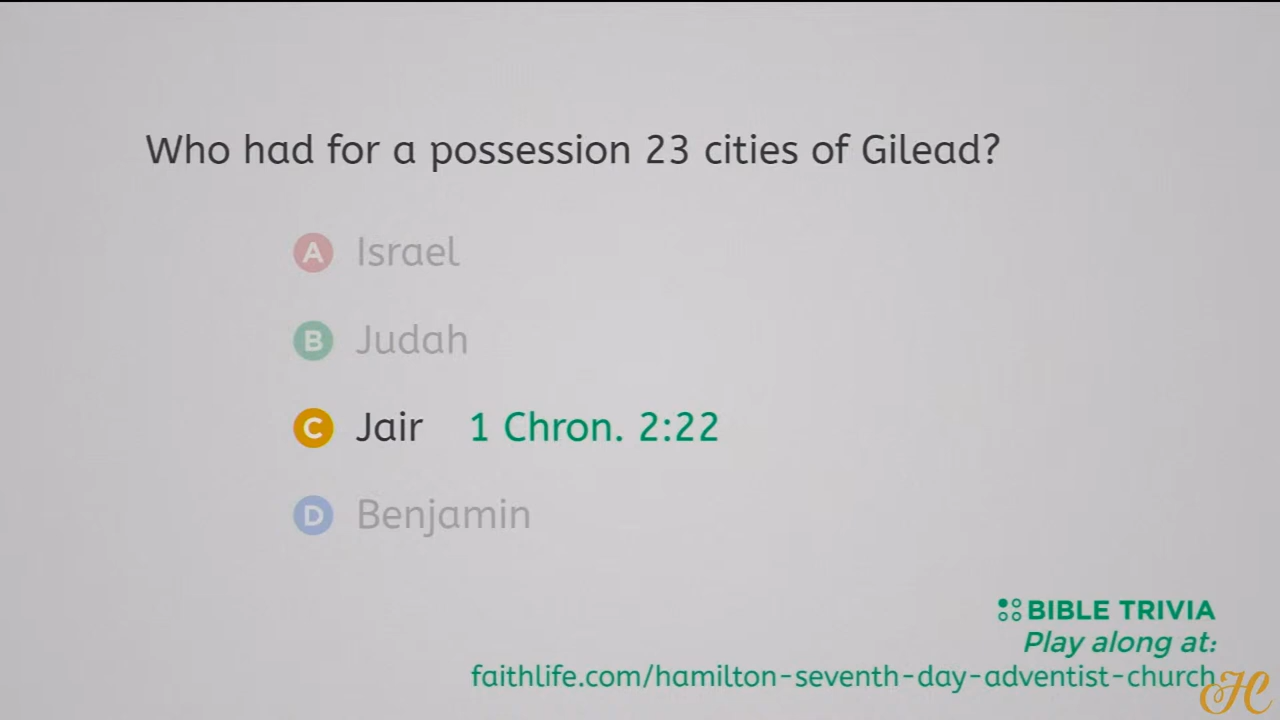 Who had for a possession 23 cities of Gilead?
A Israel
B Judah
C Jair 1 Chron. 2:22
D Benjamin
BIBLE TRIVIA
Play along at:
faithlife.com/hamilton-seventh-day-adventist-church
H